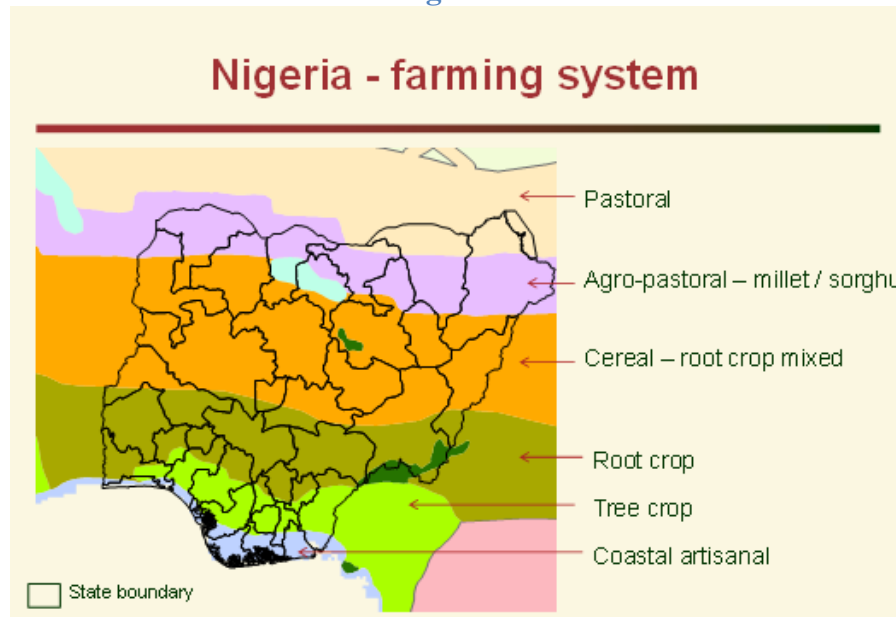 Nigeria - farming system
Pastoral
Agro-pastoral – millet / sorghu
Cereal – root crop mixed
Root crop
Tree crop
Coastal artisanal
State boundary